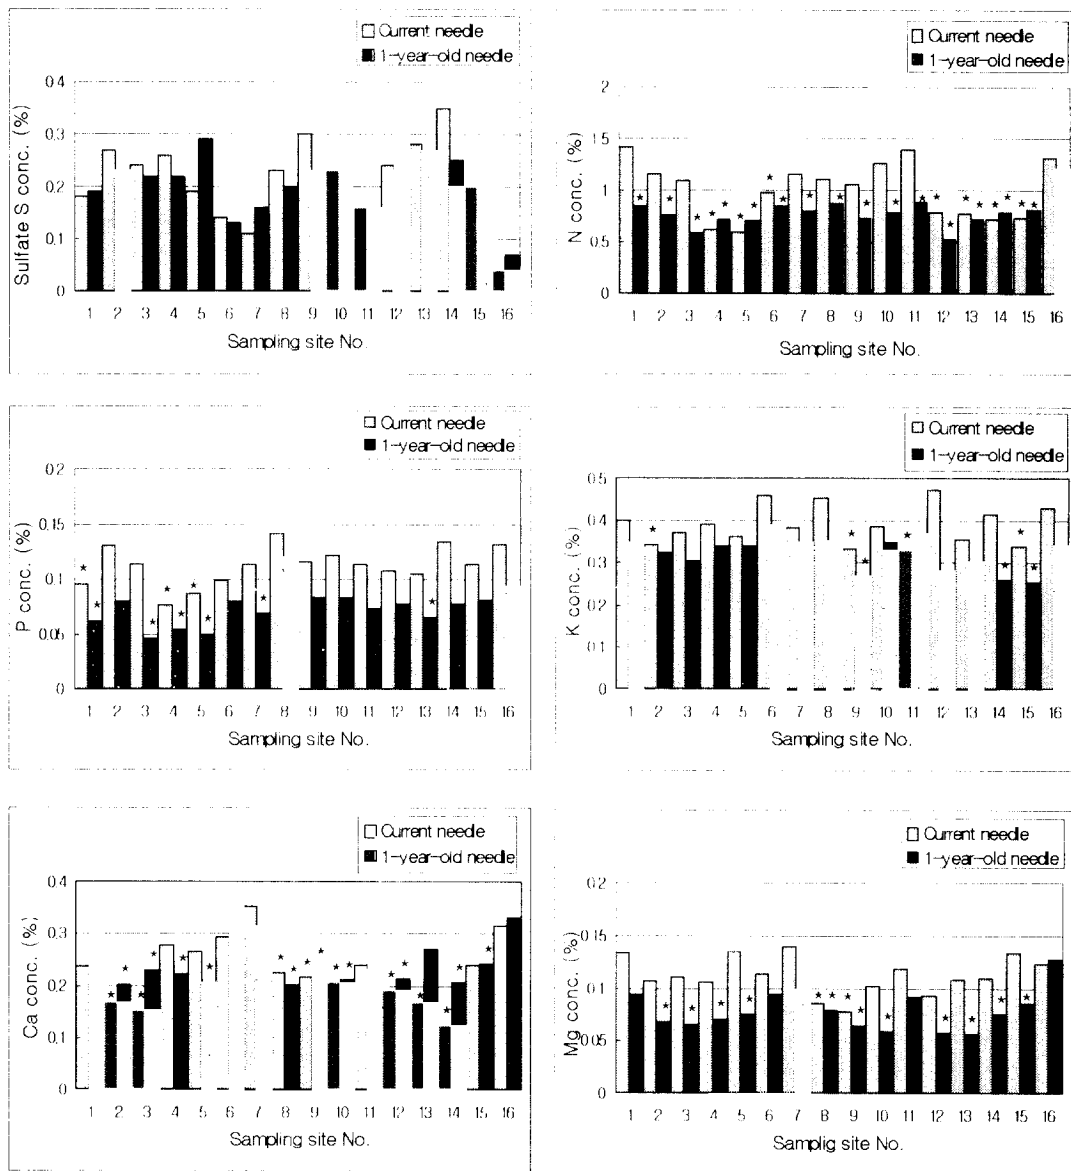 Current needle
1-year-old needle
Sulfate S conc. (%)
0.4
0.3
0.2
0.1
0
1 2 3 4 5 6 7 8 9 10 11 12 13 14 15 16
Sampling site No.
Current needle
1-year-old needle
N conc. (%)
2
1.5
1
0.5
0
* * * * * * * * * * * * * * * * * * * * *
1 2 3 4 5 6 7 8 9 10 11 12 13 14 15 16
Sampling site No.
Current needle
1-year-old needle
P conc. (%)
0.2
0.15
0.1
0.05
0
* * * * * * * * *
1 2 3 4 5 6 7 8 9 10 11 12 13 14 15 16
Sampling site No.
Current needle
1-year-old needle
K conc. (%)
0.5
0.4
0.3
0.2
0.1
0
* * * * * * *
1 2 3 4 5 6 7 8 9 10 11 12 13 14 15 16
Sampling site No.
Current needle
1-year-old needle
Ca conc. (%)
0.4
0.3
0.2
0.1
0
* * * * * * * * * * * * * * * * *
1 2 3 4 5 6 7 8 9 10 11 12 13 14 15 16
Sampling site No.
Current needle
1-year-old needle
Mg conc. (%)
0.2
0.15
0.1
0.05
0
* * * * * * * * * * * * *
1 2 3 4 5 6 7 8 9 10 11 12 13 14 15 16
Samplig site No.